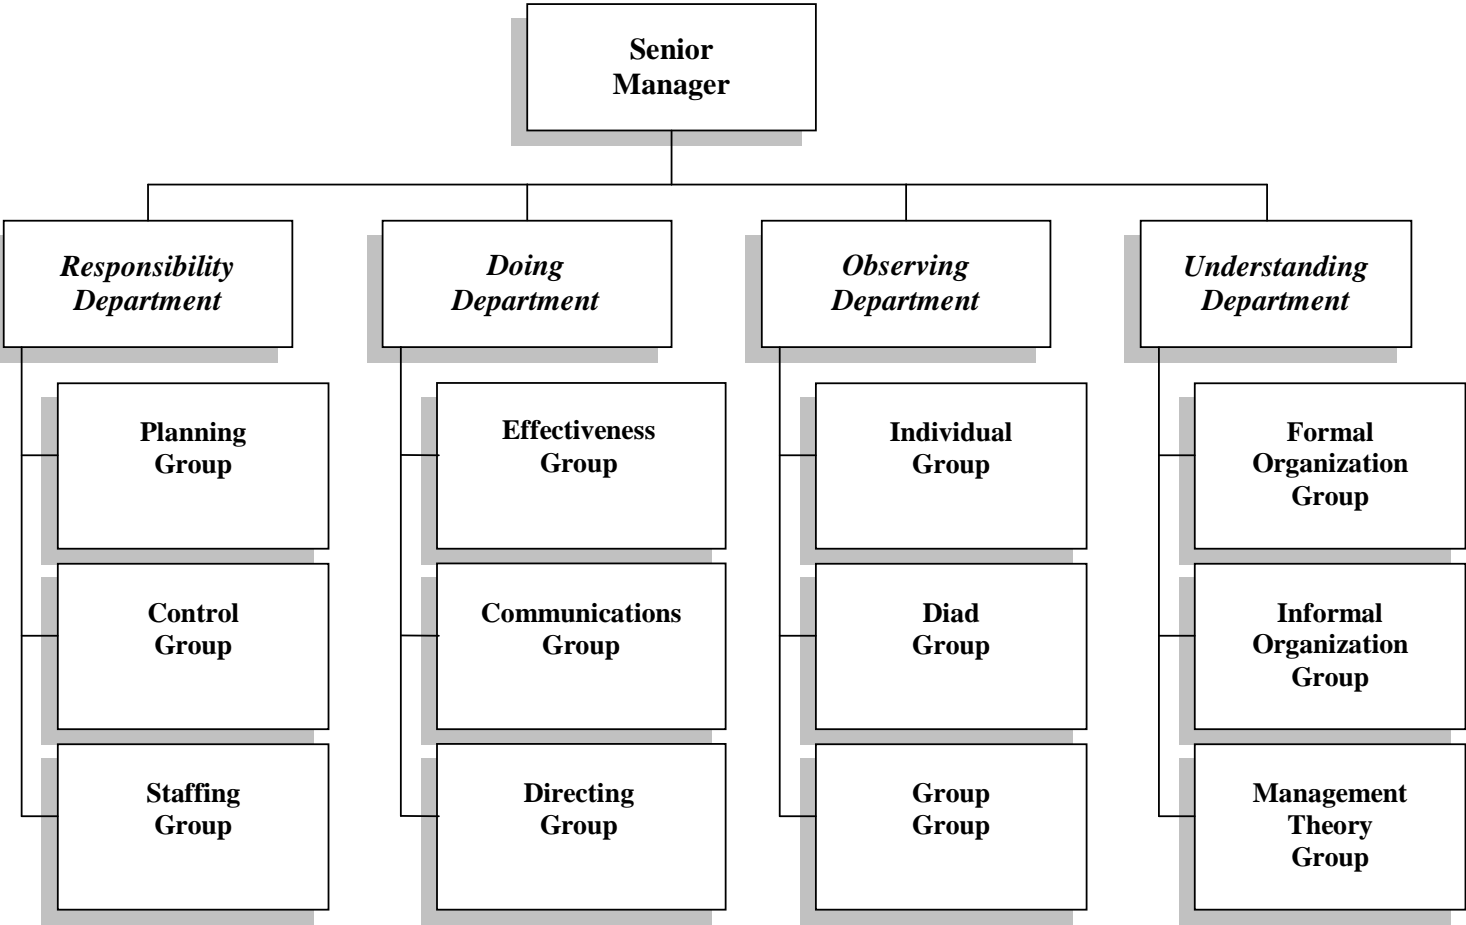 Senior
Manager
Responsibility
Department
Doing
Department
Observing
Department
Understanding
Department
Planning
Group
Effectiveness
Group
Individual
Group
Formal
Organization
Group
Control
Group
Communications
Group
Diad
Group
Informal
Organization
Group
Staffing
Group
Directing
Group
Group
Group
Management
Theory
Group